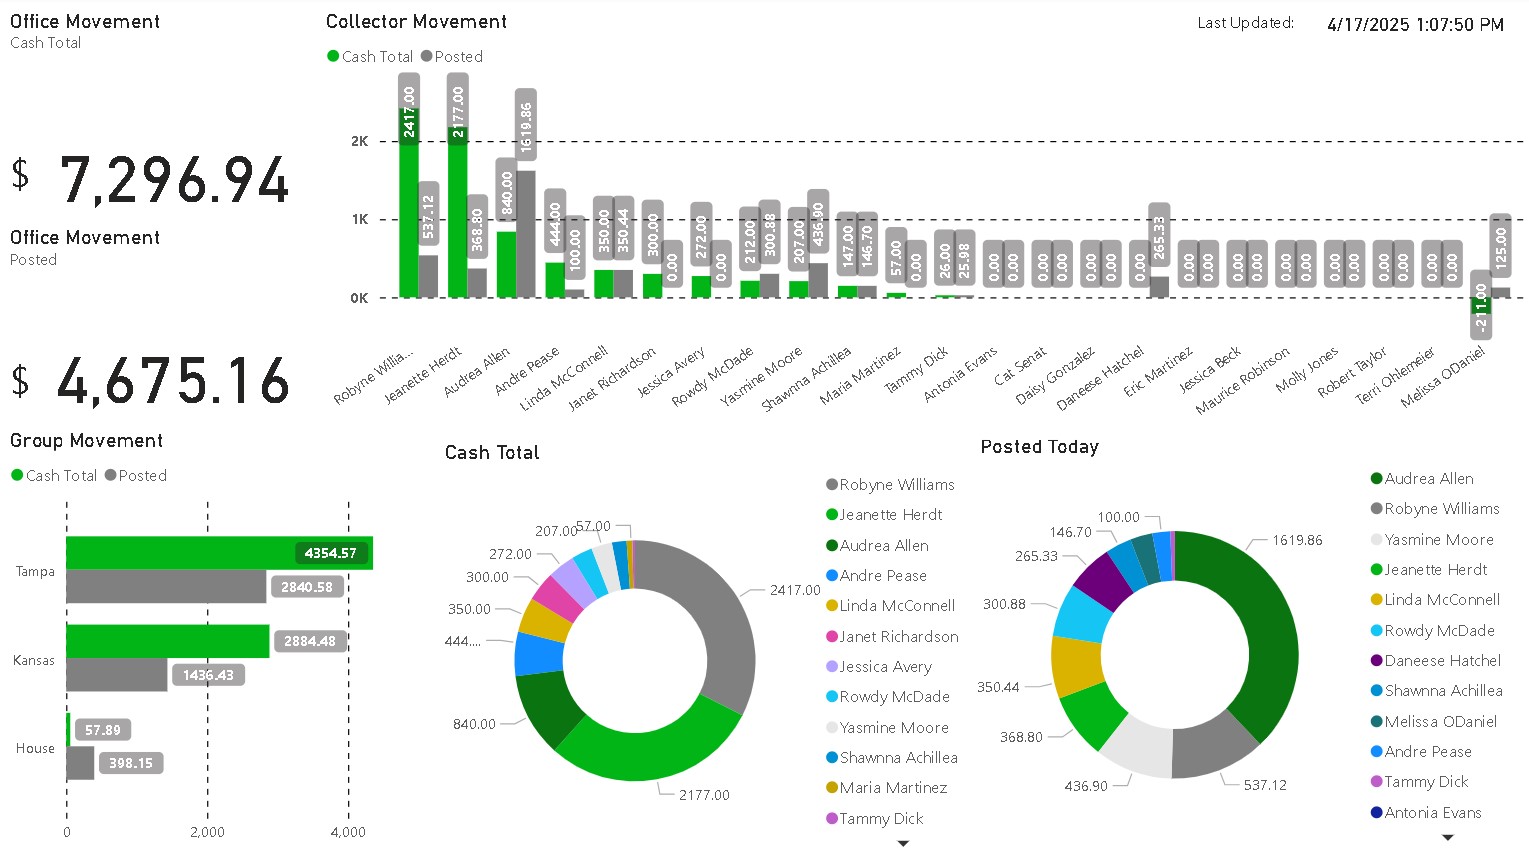 Office Movement
Cash Total
$ 7,296.94
Office Movement
Posted
$ 4,675.16
Collector Movement
Last Updated: 4/17/2025 1:07:50 PM
Cash Total Posted
2K
1K
0K
2417.00 537.12 2177.00 368.80 840.00 1619.86 444.00 100.00 350.00 350.44 300.00 0.00 272.00 0.00 212.00 300.88 207.00 436.90 147.00 146.70 57.00 0.00 26.00 25.98 0.00 0.00 0.00 0.00 0.00 0.00 0.00 265.33 0.00 0.00 0.00 0.00 0.00 0.00 0.00 0.00 0.00 0.00 0.00 0.00 -211.00 125.00
Robyne Willia...
Jeanette Herdt
Audrea Allen
Andre Pease
Linda McConnell
Janet Richardson
Jessica Avery
Rowdy McDade
Yasmine Moore
Shawnna Achillea
Maria Martinez
Tammy Dick
Antonia Evans
Cat Senat
Daisy Gonzalez
Daneese Hatchel
Eric Martinez
Jessica Beck
Maurice Robinson
Molly Jones
Robert Taylor
Terri Ohlemeier
Melissa ODaniel
Group Movement
Cash Total Posted
Tampa
4354.57
2840.58
Kansas
2884.48
1436.43
House
57.89
398.15
0 2,000 4,000
Cash Total
2417.00
2177.00
840.00
444....
350.00
300.00
272.00
207.00
57.00
Robyne Williams
Jeanette Herdt
Audrea Allen
Andre Pease
Linda McConnell
Janet Richardson
Jessica Avery
Rowdy McDade
Yasmine Moore
Shawnna Achillea
Maria Martinez
Tammy Dick
Posted Today
1619.86
537.12
436.90
368.80
350.44
300.88
265.33
146.70
100.00
Audrea Allen
Robyne Williams
Yasmine Moore
Jeanette Herdt
Linda McConnell
Rowdy McDade
Daneese Hatchel
Shawnna Achillea
Melissa ODaniel
Andre Pease
Tammy Dick
Antonia Evans